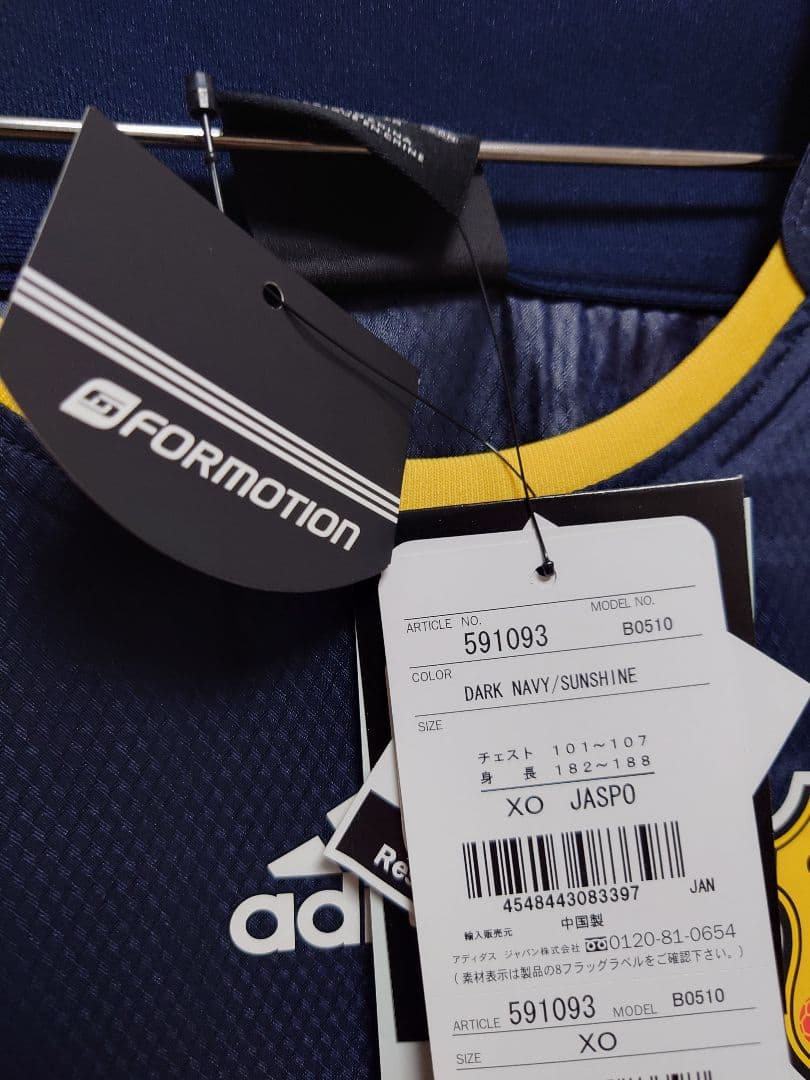 FORMOTION
ARTICLE NO. 591093
MODEL NO. B0510
COLOR DARK NAVY/SUNSHINE
SIZE
チェスト 101~107
身 長 182~188
XO JASPO
4548443083397 JAN
輸入販売元 中国製
アディダス ジャパン株式会社 0120-81-0654
(素材表示は製品の8フラッグラベルをご確認下さい。)
ARTICLE 591093 MODEL B0510
SIZE XO
Res
adi